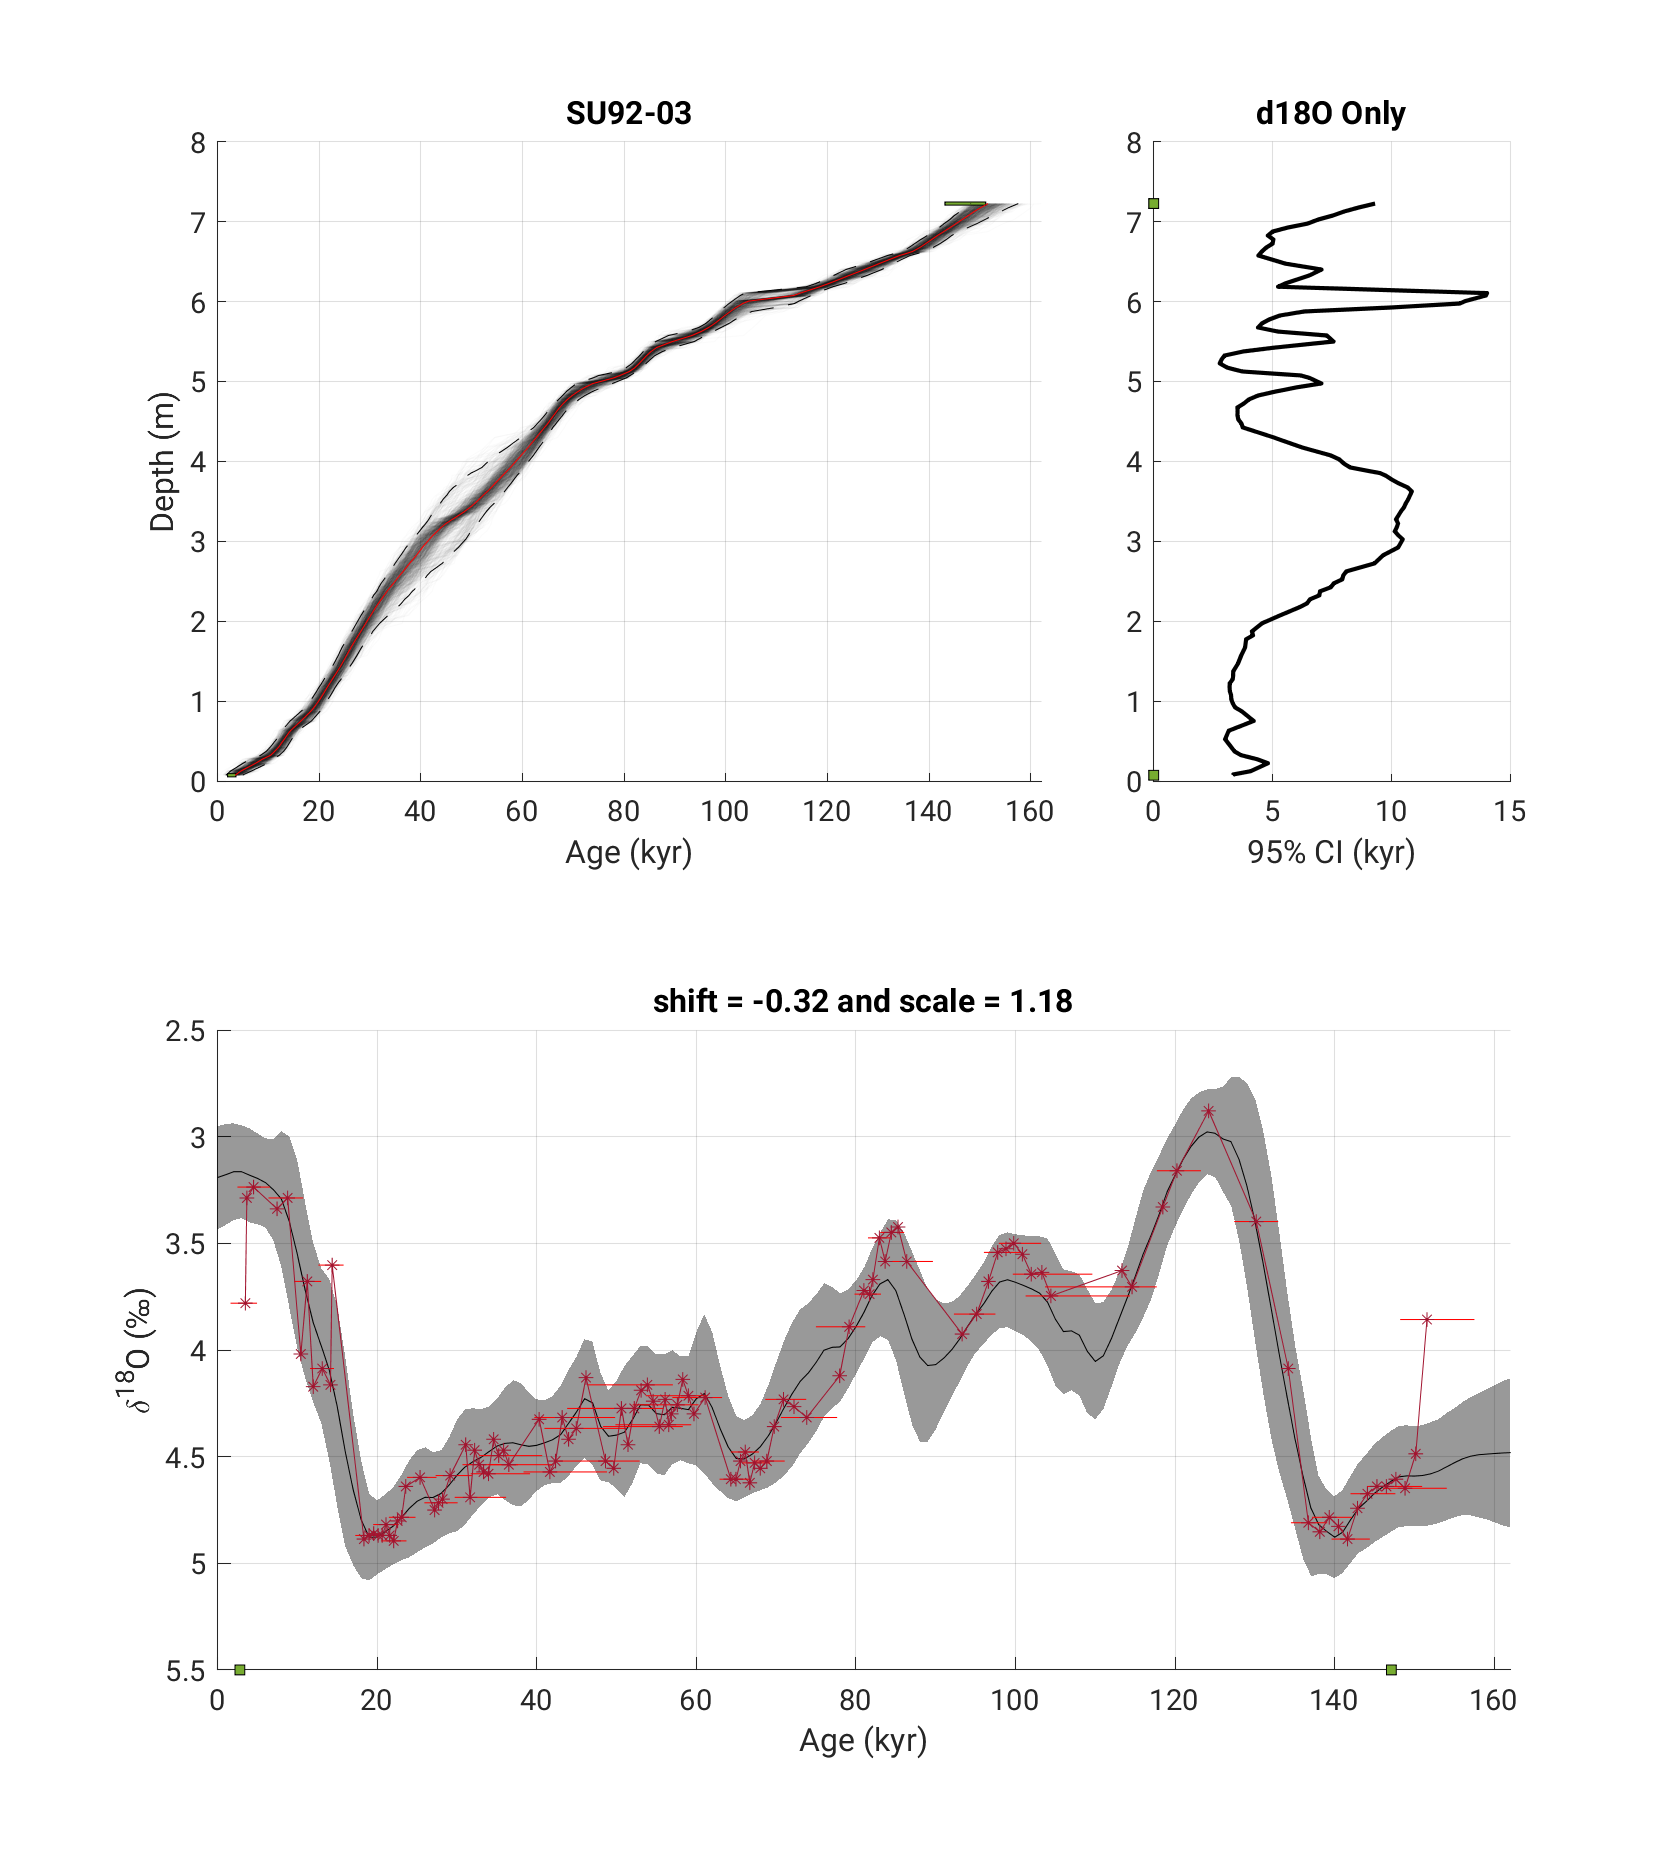 SU92-03
d18O Only
8
7
6
5
4
3
2
1
0
Depth (m)
0 20 40 60 80 100 120 140 160
Age (kyr)
8
7
6
5
4
3
2
1
0
0 5 10 15
95% CI (kyr)
shift = -0.32 and scale = 1.18
2.5
3
3.5
4
4.5
5
5.5
δ18O (‰)
0 20 40 60 80 100 120 140 160
Age (kyr)